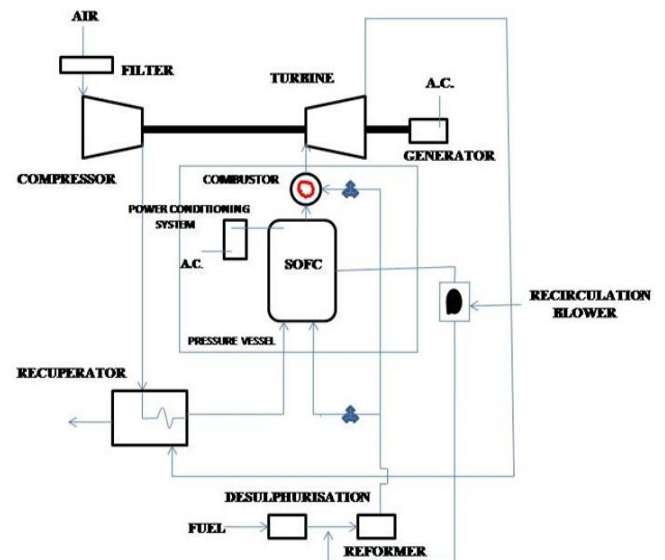 AIR
FILTER
TURBINE
A.C.
GENERATOR
COMPRESSOR
COMBUSTOR
POWER CONDITIONING
SYSTEM
A.C.
SOFC
RECIRCULATION
BLOWER
PRESSURE VESSEL
RECUPERATOR
DESULPHURISATION
FUEL
REFORMER